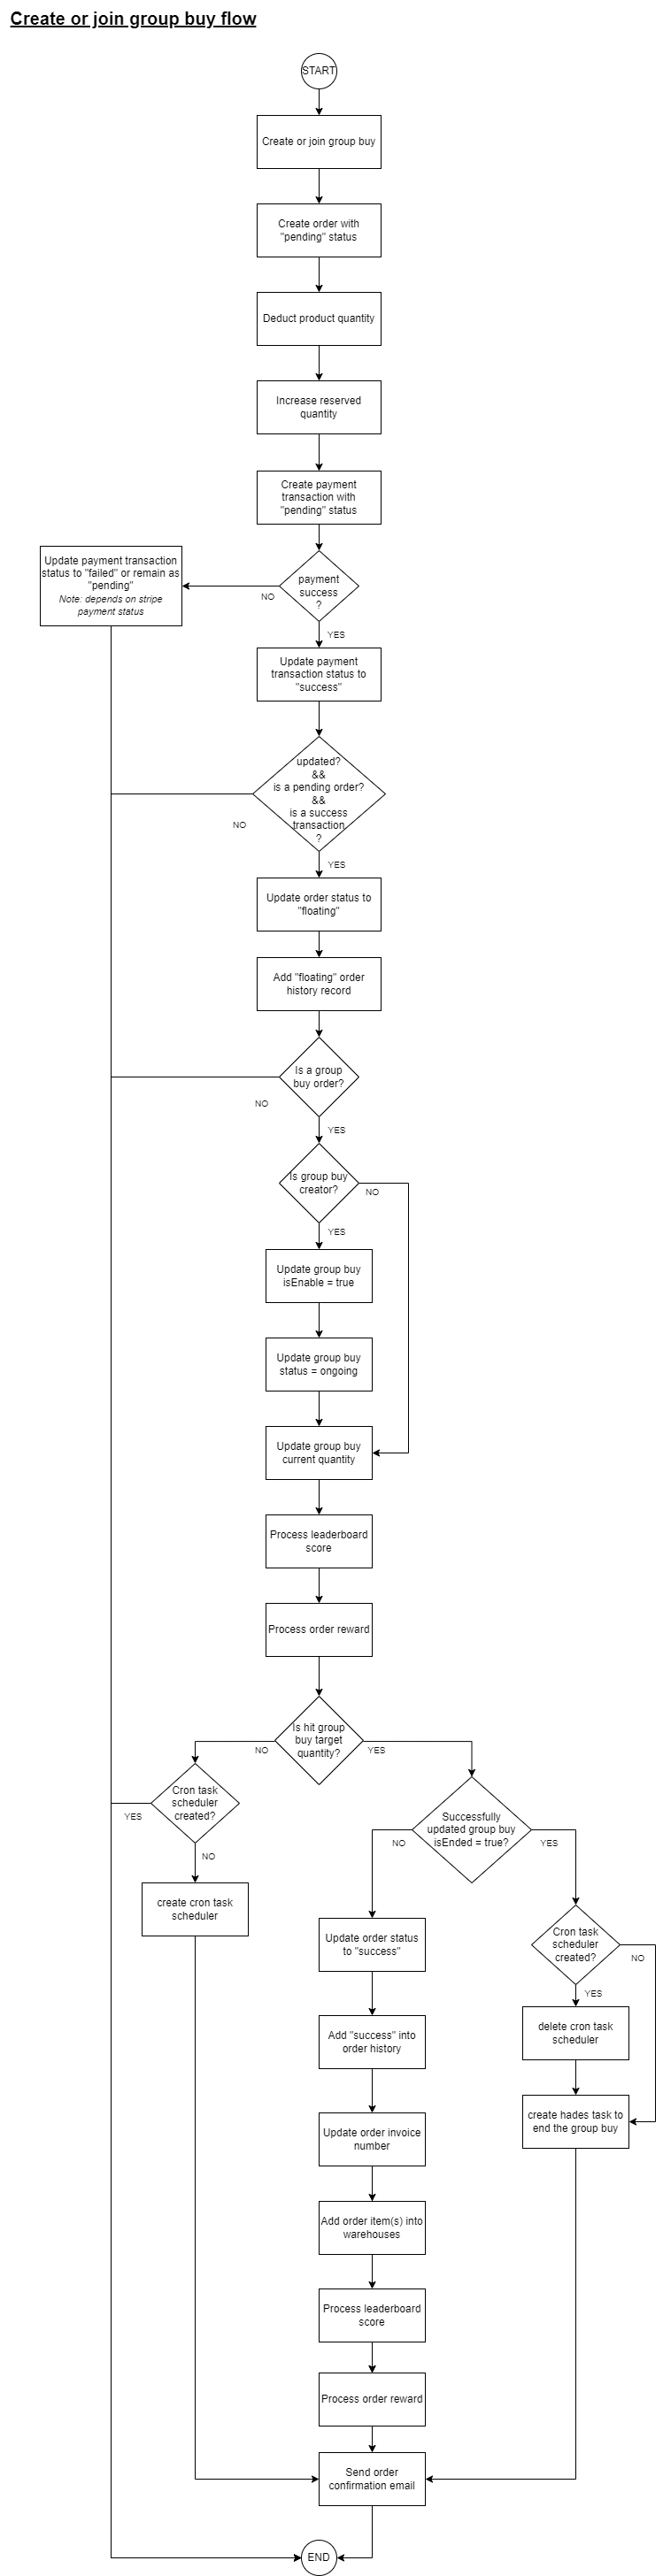 Create or join group buy flow
START
Create or join group buy
Create order with
"pending" status
Deduct product quantity
Increase reserved
quantity
Create payment
transaction with
"pending" status
Update payment transaction
status to "failed" or remain as
"pending"
Note: depends on stripe
payment status
payment
success
?
NO
YES
Update payment
transaction status to
"success"
updated?
&&
is a pending order?
&&
is a success
transaction
?
NO
YES
Update order status to
"floating"
Add "floating" order
history record
Is a group
buy order?
NO
YES
Is group buy
creator?
NO
YES
Update group buy
isEnable = true
Update group buy
status = ongoing
Update group buy
current quantity
Process leaderboard
score
Process order reward
Is hit group
buy target
quantity?
NO
YES
Cron task
scheduler
created?
YES
NO
Successfully
updated group buy
isEnded = true?
NO
YES
create cron task
scheduler
Update order status
to "success"
Cron task
scheduler
created?
NO
YES
Add "success" into
order history
delete cron task
scheduler
Update order invoice
number
create hades task to
end the group buy
Add order item(s) into
warehouses
Process leaderboard
score
Process order reward
Send order
confirmation email
END